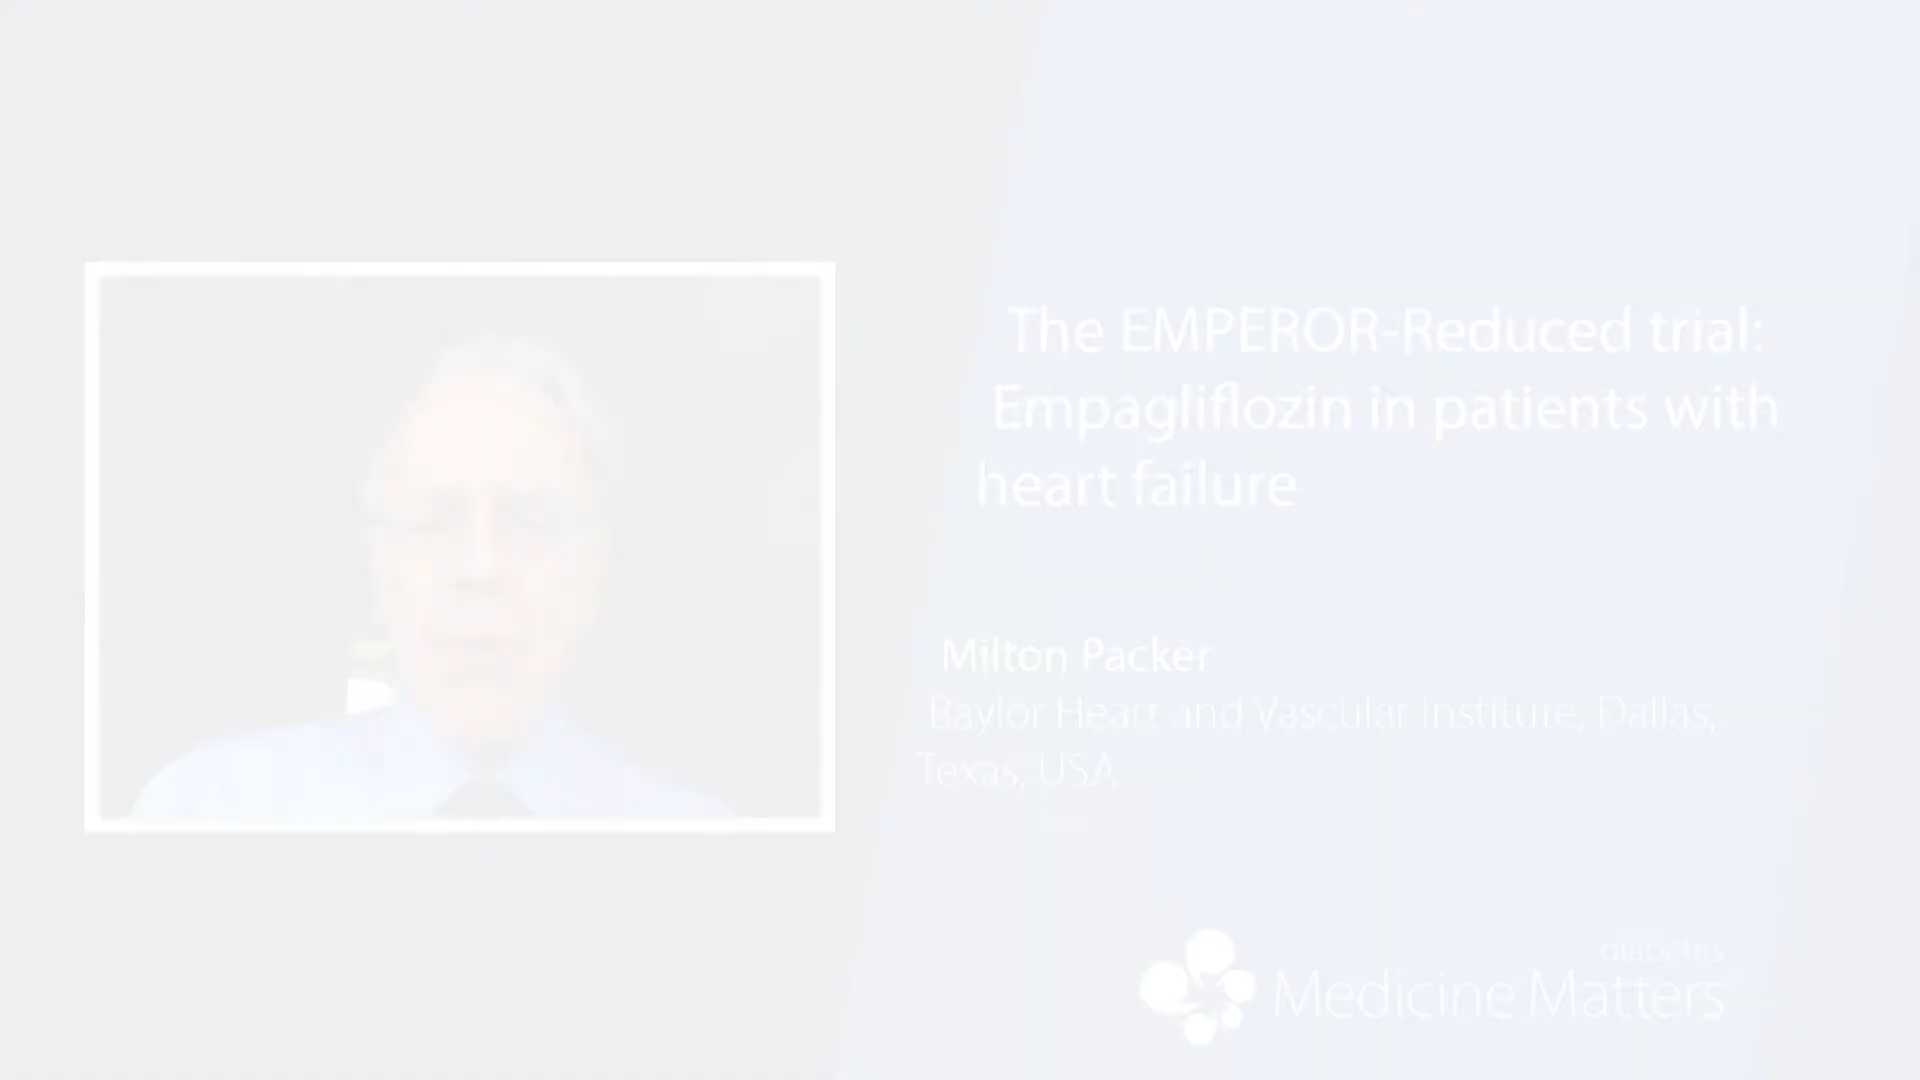 The EMPEROR-Reduced trial:
Empagliflozin in patients with
heart failure
Milton Packer
Baylor Heart and Vascular Institute, Dallas,
Texas, USA
diabetes
Medicine Matters